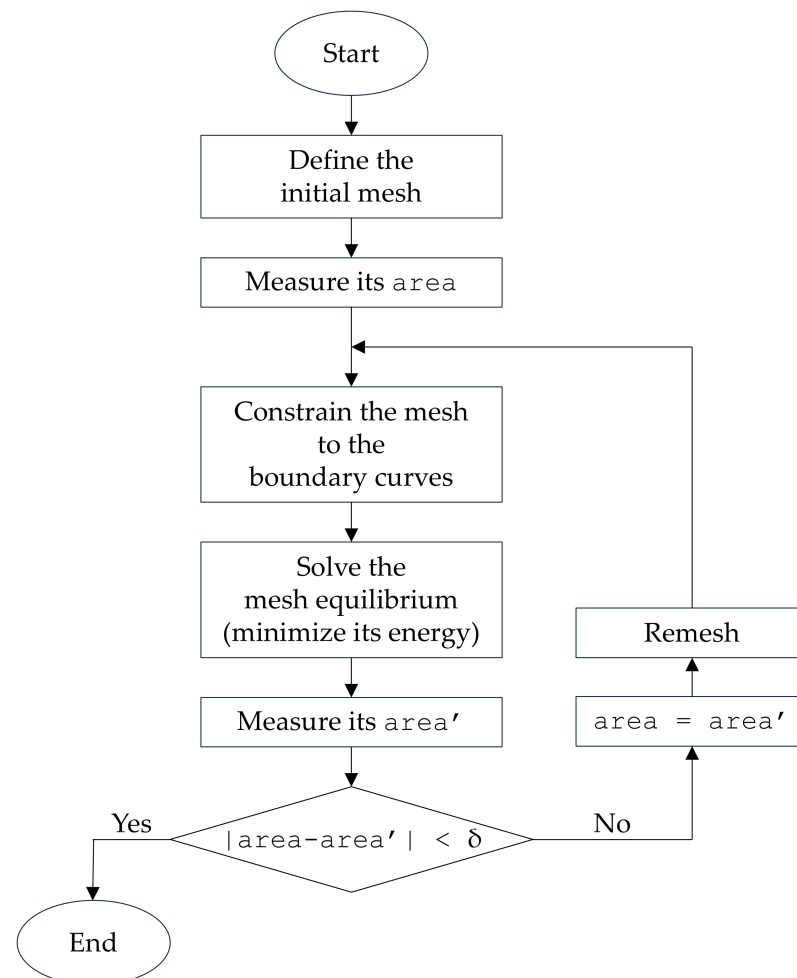 Start
Define the
initial mesh
Measure its area
Constrain the mesh
to the
boundary curves
Solve the
mesh equilibrium
(minimize its energy)
Remesh
Measure its area′
area = area′
Yes
|area-area′| < δ
No
End